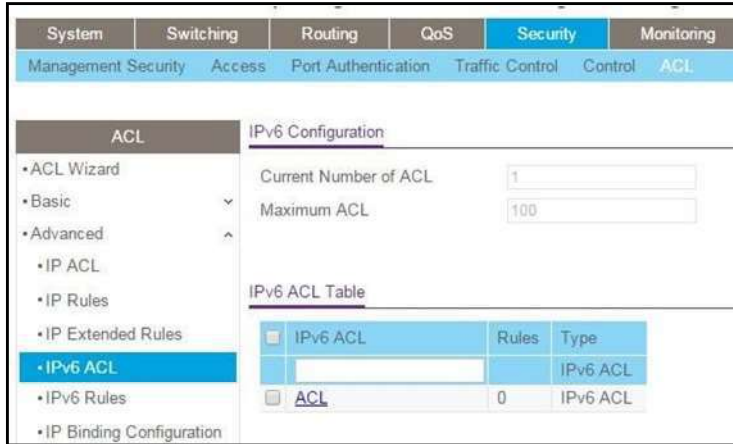 System Switching Routing QoS Security Monitoring
Management Security Access Port Authentication Traffic Control Control ACL
ACL
•ACL Wizard
•Basic
•Advanced
•IP ACL
•IP Rules
•IP Extended Rules
•IPv6 ACL
•IPv6 Rules
•IP Binding Configuration
IPv6 Configuration
Current Number of ACL 1
Maximum ACL 100
IPv6 ACL Table
IPv6 ACL Rules Type
IPv6 ACL
ACL 0 IPv6 ACL